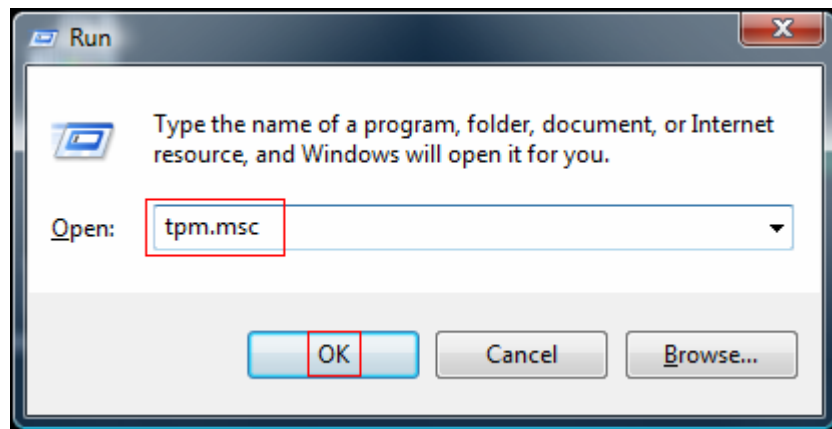 Run
Type the name of a program, folder, document, or Internet
resource, and Windows will open it for you.
Open: tpm.msc
OK Cancel Browse...